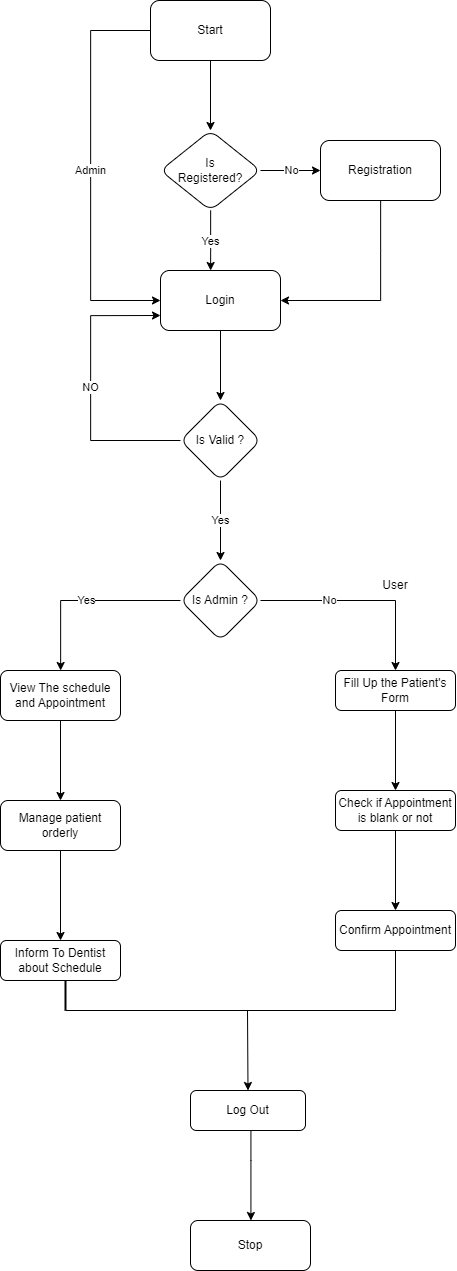 Start
Is
Registered?
Admin
No
Registration
Yes
Login
NO
Is Valid ?
Yes
Is Admin ?
Yes
No
User
View The schedule
and Appointment
Fill Up the Patient's
Form
Manage patient
orderly
Check if Appointment
is blank or not
Inform To Dentist
about Schedule
Confirm Appointment
Log Out
Stop